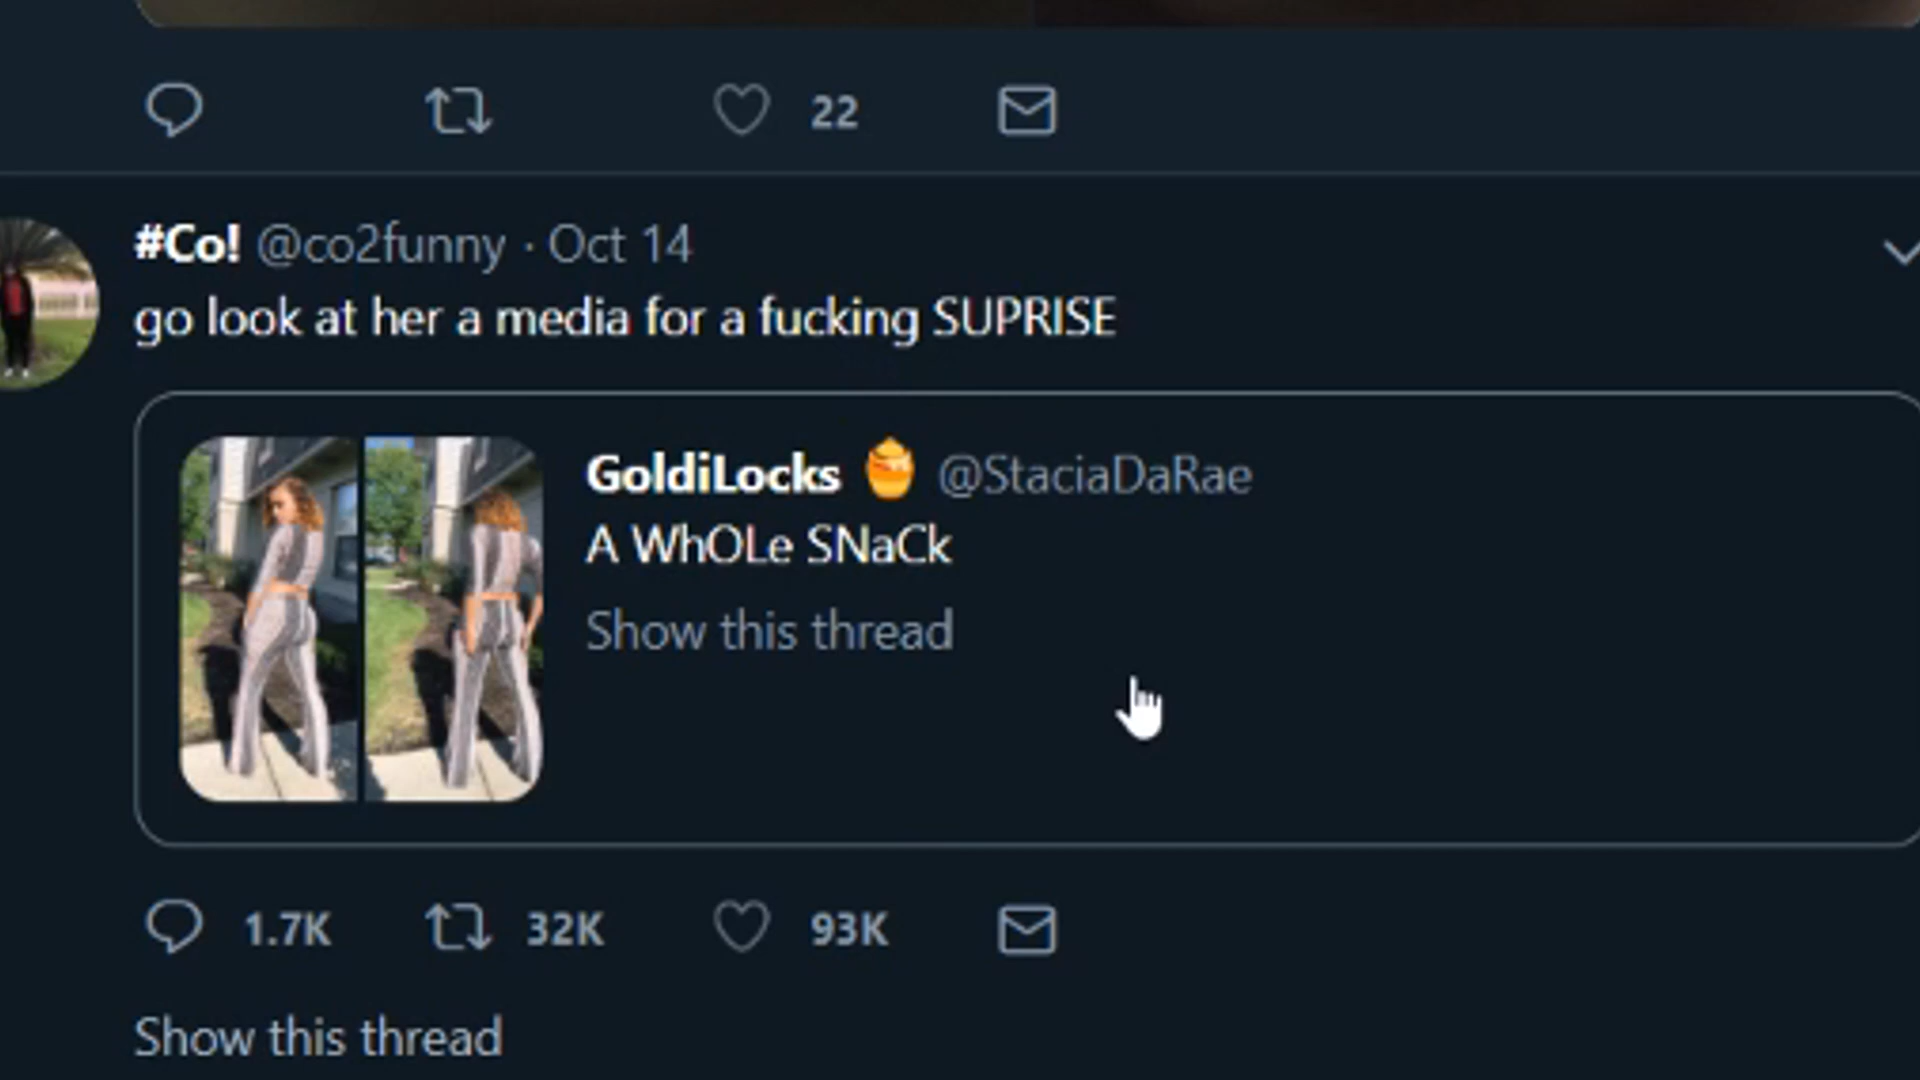 22
#Co! @co2funny · Oct 14
go look at her a media for a fucking SUPRISE
GoldiLocks 🍯 @StaciaDaRae
A WhOLe SNaCk
Show this thread
1.7K 32K 93K
Show this thread